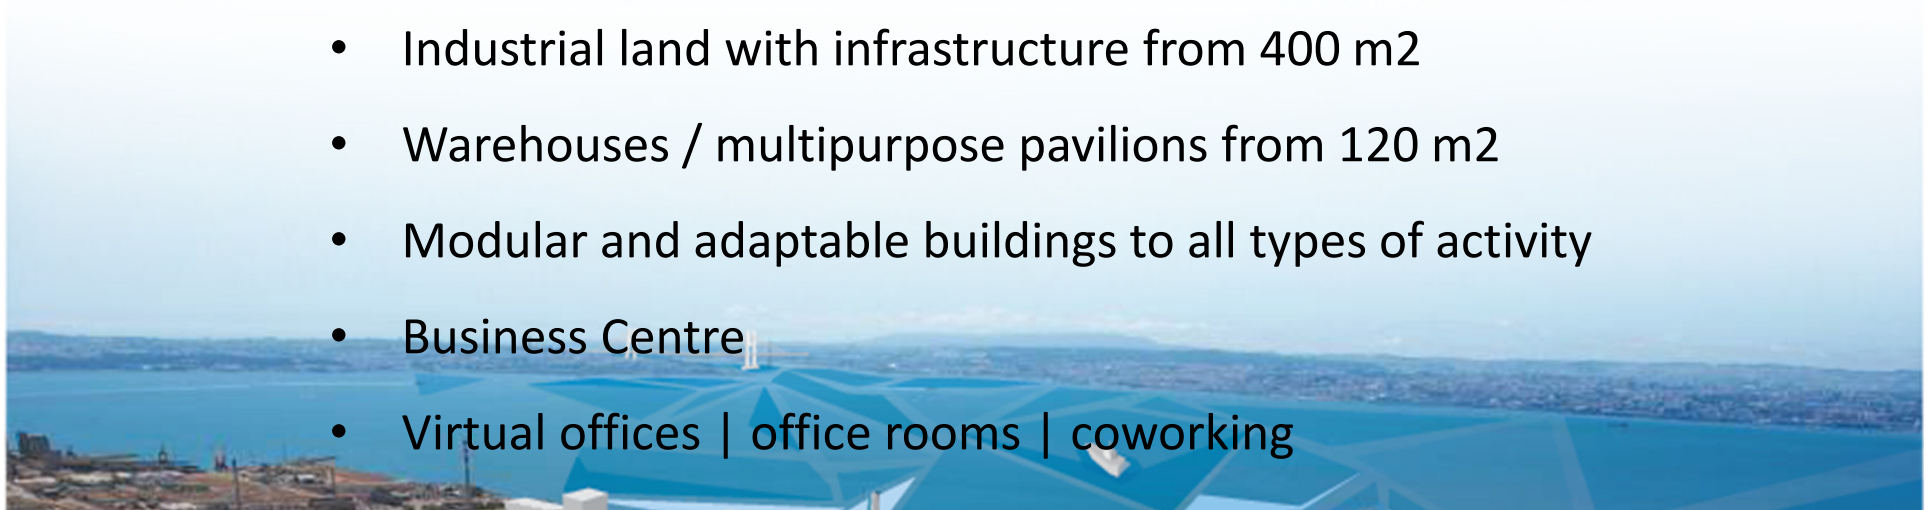 • Industrial land with infrastructure from 400 m2
• Warehouses / multipurpose pavilions from 120 m2
• Modular and adaptable buildings to all types of activity
• Business Centre
• Virtual offices | office rooms | coworking